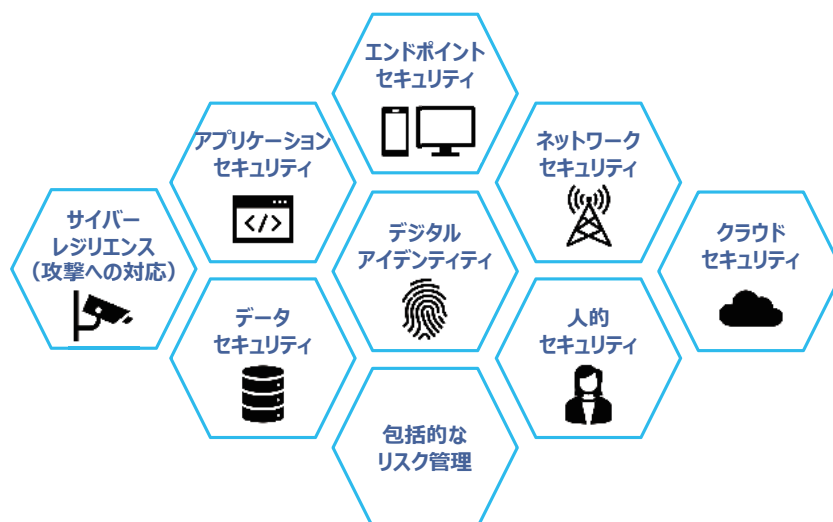 エンドポイント
セキュリティ
アプリケーション
セキュリティ
</>
ネットワーク
セキュリティ
サイバー
レジリエンス
（攻撃への対応）
デジタル
アイデンティティ
クラウド
セキュリティ
データ
セキュリティ
人的
セキュリティ
包括的な
リスク管理